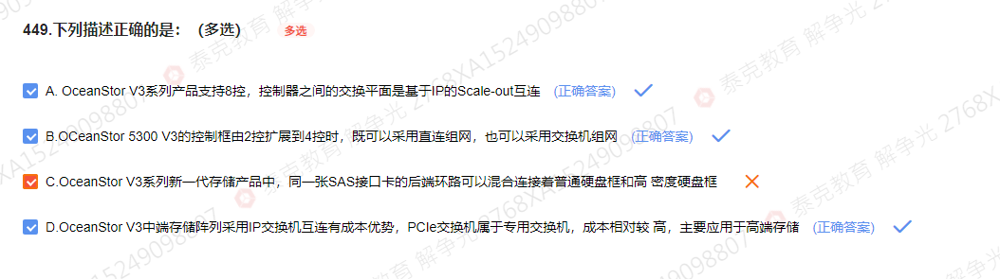 449.下列描述正确的是：（多选） 多选
A. OceanStor V3系列产品支持8控，控制器之间的交换平面是基于IP的Scale-out互连 (正确答案)
B.OCeanStor 5300 V3的控制框由2控扩展到4控时，既可以采用直连组网，也可以采用交换机组网 (正确答案)
C.OceanStor V3系列新一代存储产品中，同一张SAS接口卡的后端环路可以混合连接着普通硬盘框和高 密度硬盘框
D.OceanStor V3中端存储阵列采用IP交换机互连有成本优势，PCIe交换机属于专用交换机，成本相对较 高，主要应用于高端存储 (正确答案)
泰克教育 解争光 2768XA15249098807